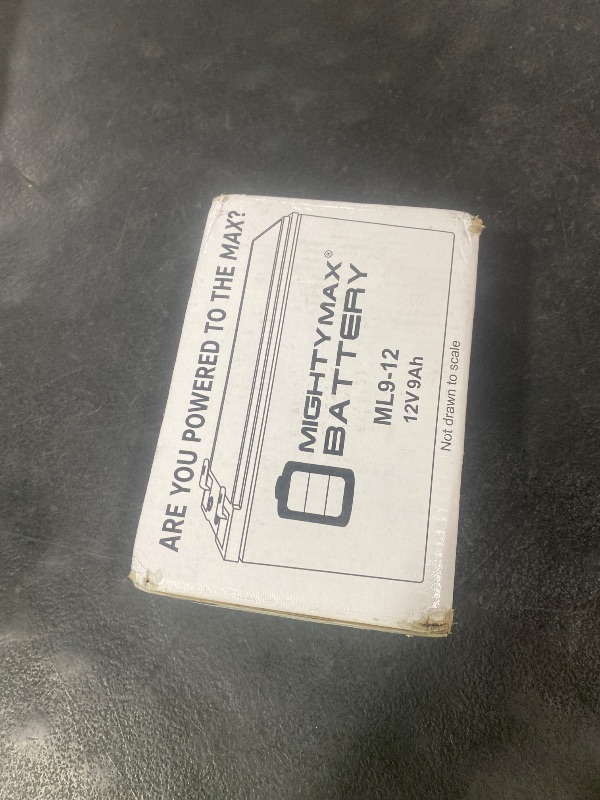 ARE YOU POWERED TO THE MAX?
MIGHTYMAX®
BATTERY
ML9-12
12V 9Ah
Not drawn to scale